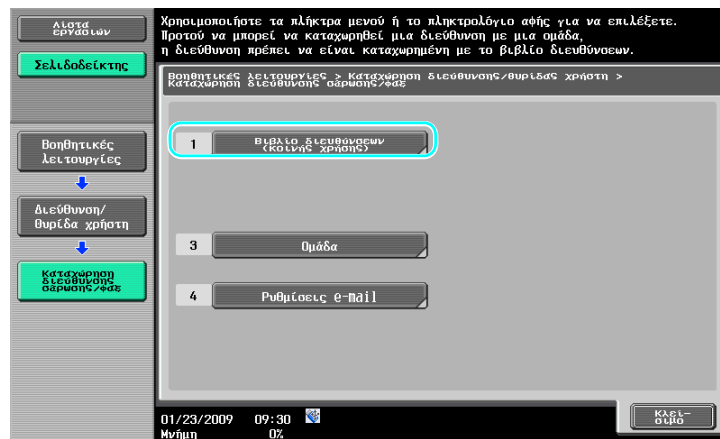 Λίστα
εργασιών
Χρησιμοποιήστε τα πλήκτρα μενού ή το πληκτρολόγιο αφής για να επιλέξετε.
Προτού να μπορεί να καταχωρηθεί μια διεύθυνση με μια ομάδα,
η διεύθυνση πρέπει να είναι καταχωρημένη με το βιβλίο διευθύνσεων.
Σελιδοδείκτης
Βοηθητικές λειτουργίες > Καταχώρηση διεύθυνσης/θυρίδας χρήστη >
Καταχώρηση διεύθυνσης σάρωσης/φαξ
Βοηθητικές
λειτουργίες
Διεύθυνση/
θυρίδα χρήστη
Καταχώρηση
διεύθυνσης
σάρωσης/φαξ
1 Βιβλίο διευθύνσεων
(κοινής χρήσης)
3 Ομάδα
4 Ρυθμίσεις e-mail
01/23/2009 09:30
Μνήμη 0%
Κλεί-
σιμο